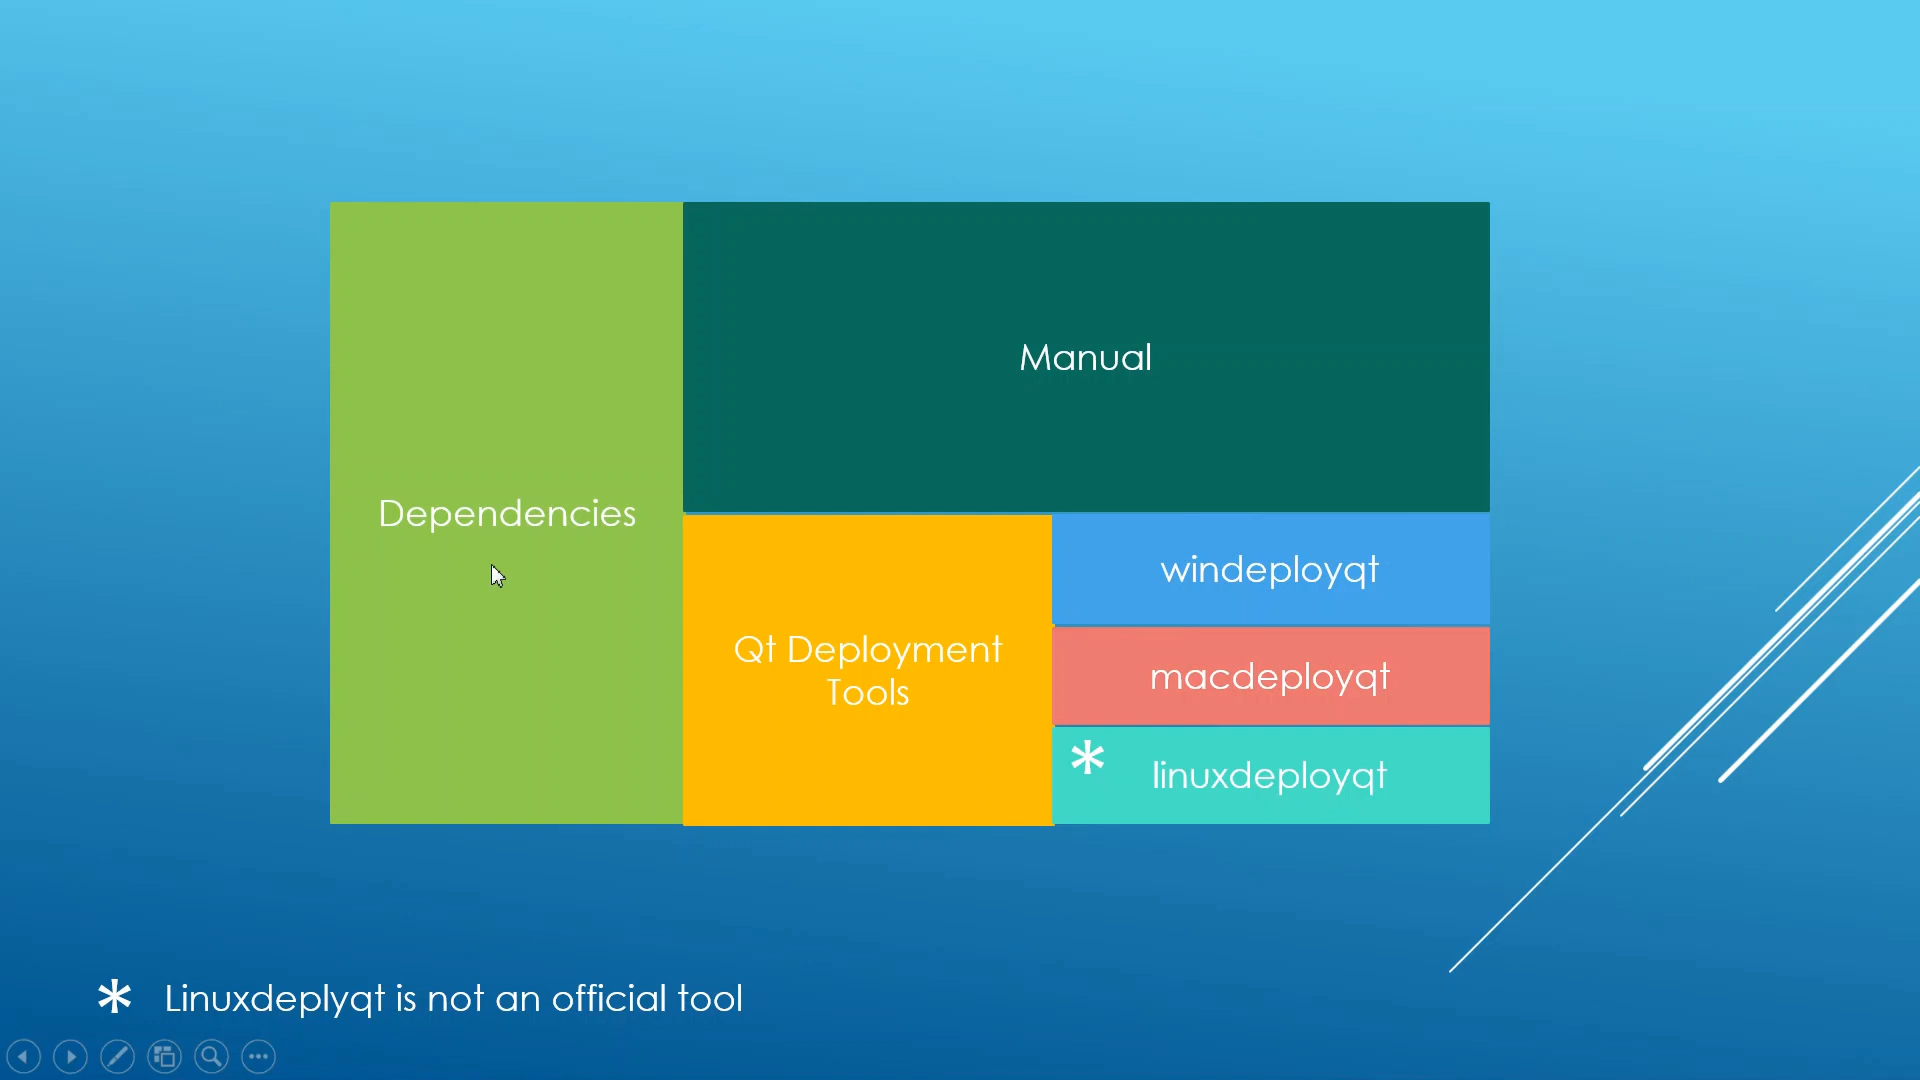 Manual
Dependencies
windeployqt
Qt Deployment
Tools
macdeployqt
* linuxdeployqt
* Linuxdeplyqt is not an official tool